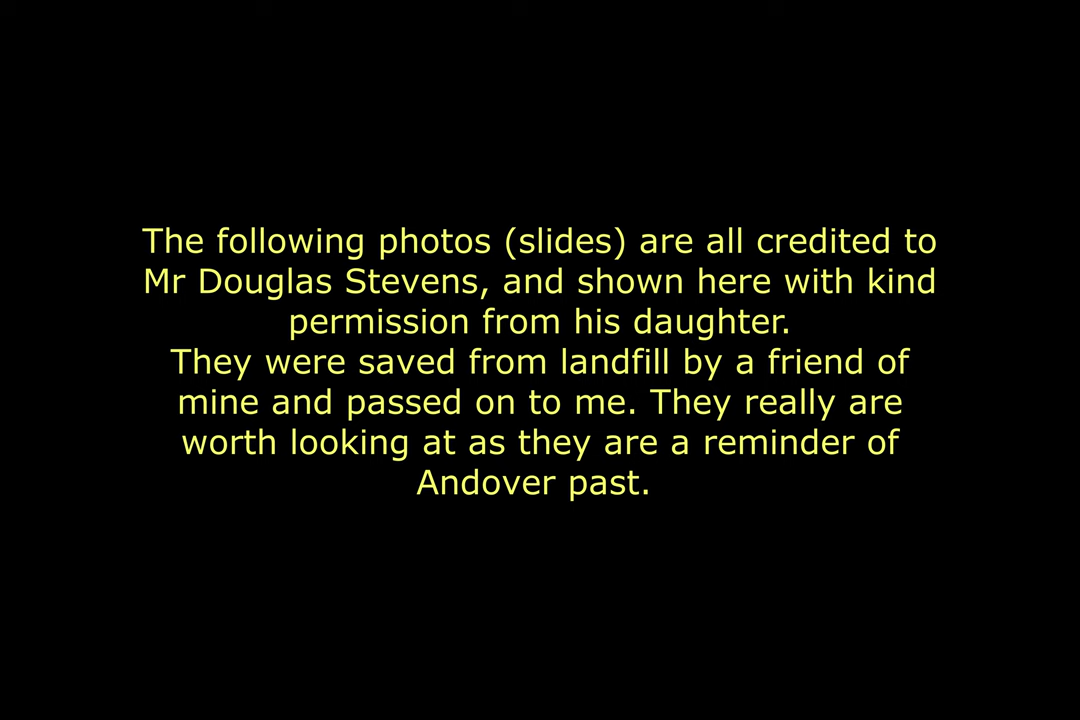 The following photos (slides) are all credited to
Mr Douglas Stevens, and shown here with kind
permission from his daughter.
They were saved from landfill by a friend of
mine and passed on to me. They really are
worth looking at as they are a reminder of
Andover past.